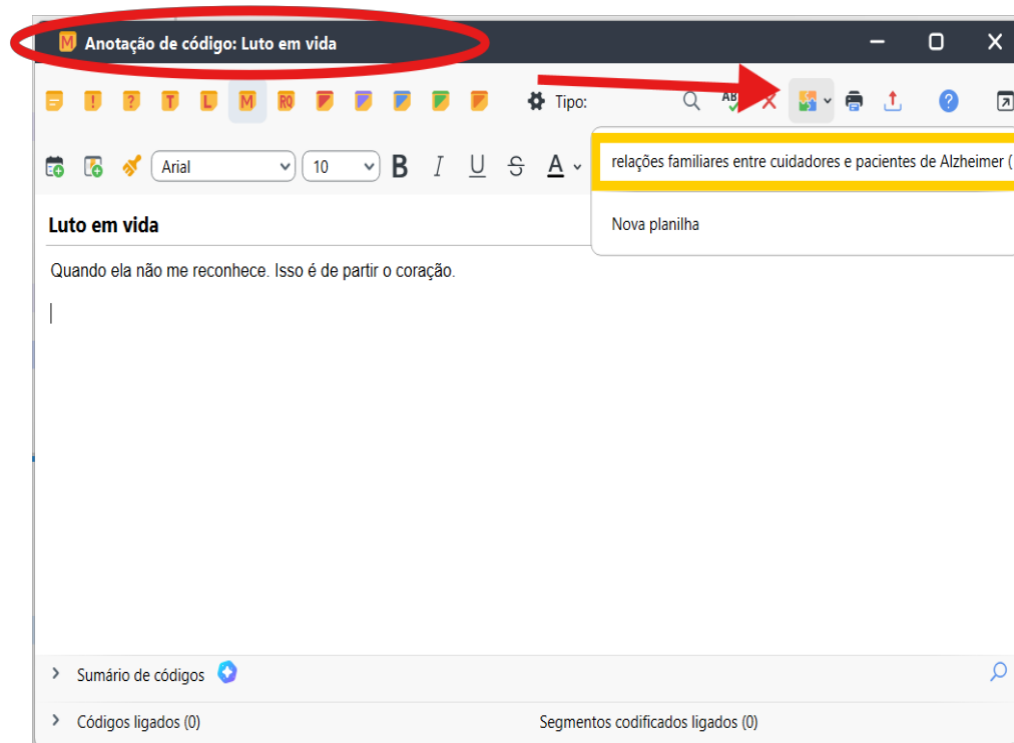 M Anotação de código: Luto em vida
! ? T L M RQ Tipo: AB
Arial 10 B I U S A relações familiares entre cuidadores e pacientes de Alzheimer (
Nova planilha
Luto em vida
Quando ela não me reconhece. Isso é de partir o coração.
Sumário de códigos
Códigos ligados (0) Segmentos codificados ligados (0)